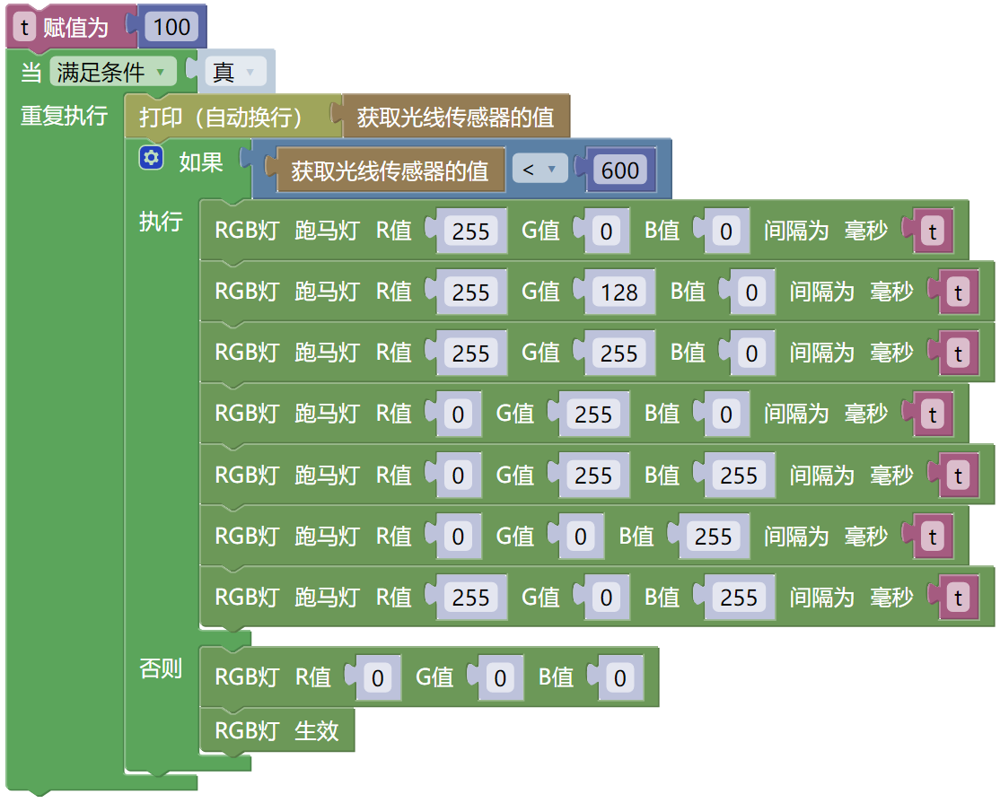 t 赋值为 100
当 满足条件 真
重复执行 打印（自动换行） 获取光线传感器的值
如果 获取光线传感器的值 < 600
执行 RGB灯 跑马灯 R值 255 G值 0 B值 0 间隔为 毫秒 t
RGB灯 跑马灯 R值 255 G值 128 B值 0 间隔为 毫秒 t
RGB灯 跑马灯 R值 255 G值 255 B值 0 间隔为 毫秒 t
RGB灯 跑马灯 R值 0 G值 255 B值 0 间隔为 毫秒 t
RGB灯 跑马灯 R值 0 G值 255 B值 255 间隔为 毫秒 t
RGB灯 跑马灯 R值 0 G值 0 B值 255 间隔为 毫秒 t
RGB灯 跑马灯 R值 255 G值 0 B值 255 间隔为 毫秒 t
否则 RGB灯 R值 0 G值 0 B值 0
RGB灯 生效